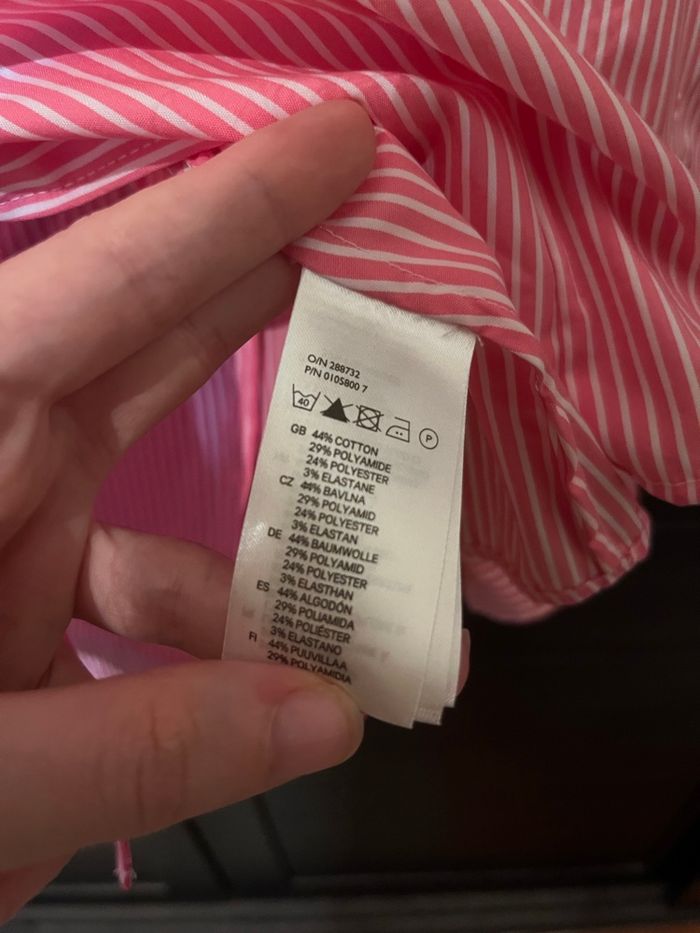 O/N 288732
P/N 0105800 7
40 P
GB 44% COTTON
29% POLYAMIDE
24% POLYESTER
3% ELASTANE
CZ 44% BAVLNA
29% POLYAMID
24% POLYESTER
3% ELASTAN
DE 44% BAUMWOLLE
29% POLYAMID
24% POLYESTER
3% ELASTHAN
ES 44% ALGODÓN
29% POLIAMIDA
24% POLIÉSTER
3% ELASTANO
FI 44% PUUVILLAA
29% POLYAMIDIA